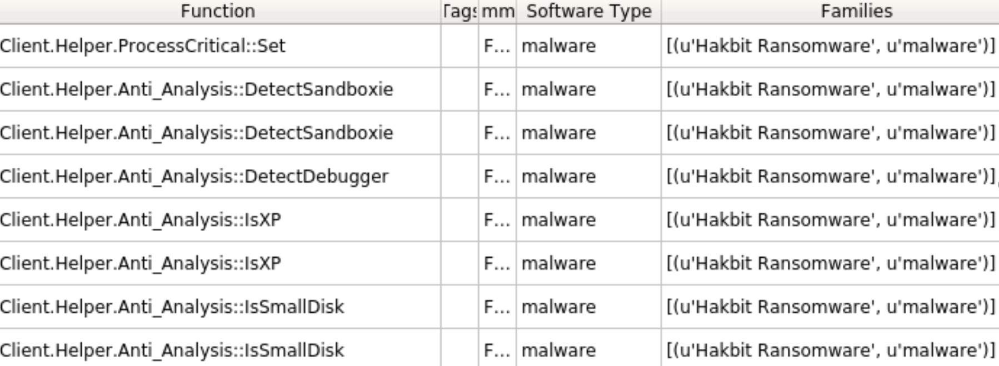 Function Tags mm Software Type Families
Client.Helper.ProcessCritical::Set F... malware [(u'Hakbit Ransomware', u'malware')]
Client.Helper.Anti_Analysis::DetectSandboxie F... malware [(u'Hakbit Ransomware', u'malware')]
Client.Helper.Anti_Analysis::DetectSandboxie F... malware [(u'Hakbit Ransomware', u'malware')]
Client.Helper.Anti_Analysis::DetectDebugger F... malware [(u'Hakbit Ransomware', u'malware')]
Client.Helper.Anti_Analysis::IsXP F... malware [(u'Hakbit Ransomware', u'malware')]
Client.Helper.Anti_Analysis::IsXP F... malware [(u'Hakbit Ransomware', u'malware')]
Client.Helper.Anti_Analysis::IsSmallDisk F... malware [(u'Hakbit Ransomware', u'malware')]
Client.Helper.Anti_Analysis::IsSmallDisk F... malware [(u'Hakbit Ransomware', u'malware')]